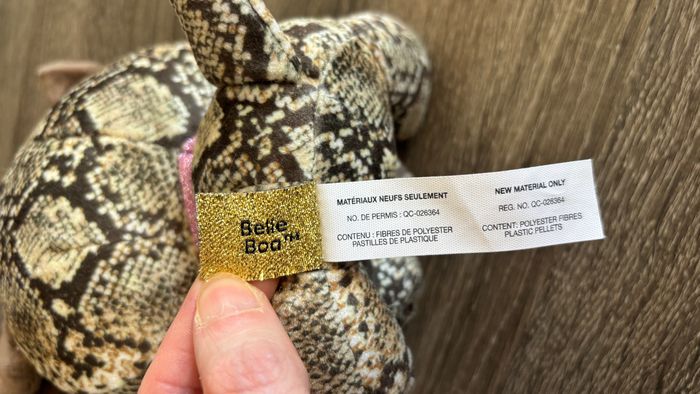 Belle
Boa™
MATÉRIAUX NEUFS SEULEMENT
NO. DE PERMIS : QC-026364
CONTENU : FIBRES DE POLYESTER
PASTILLES DE PLASTIQUE
NEW MATERIAL ONLY
REG. NO. QC-026364
CONTENT: POLYESTER FIBRES
PLASTIC PELLETS